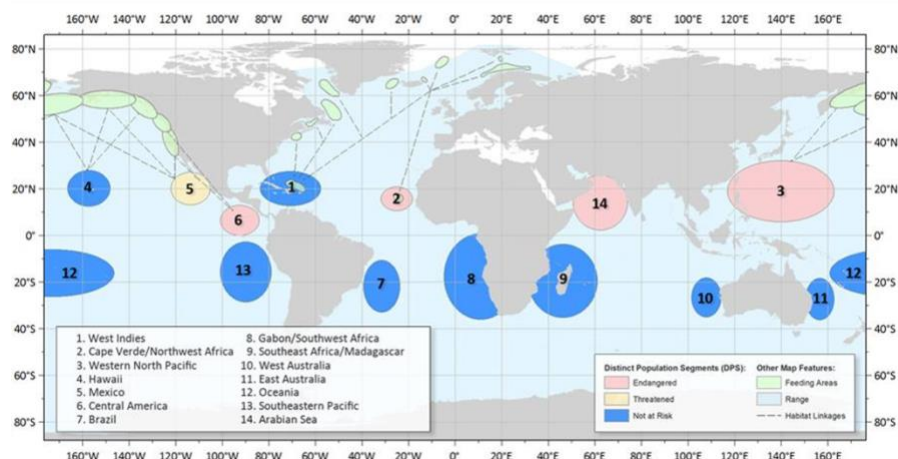 160°W 140°W 120°W 100°W 80°W 60°W 40°W 20°W 0° 20°E 40°E 60°E 80°E 100°E 120°E 140°E 160°E
80°N 80°N
60°N 60°N
40°N 40°N
20°N 4 5 1 2 14 3 20°N
6
0° 0°
12 13 8 9 12
20°S 7 20°S
10 11
40°S 40°S
1. West Indies
2. Cape Verde/Northwest Africa
3. Western North Pacific
4. Hawaii
5. Mexico
6. Central America
7. Brazil
8. Gabon/Southwest Africa
9. Southeast Africa/Madagascar
10. West Australia
11. East Australia
12. Oceania
13. Southeastern Pacific
14. Arabian Sea
Distinct Population Segments (DPS):
Endangered
Threatened
Not at Risk
Other Map Features:
Feeding Areas
Range
Habitat Linkages
60°S 60°S
80°S 80°S
160°W 140°W 120°W 100°W 80°W 60°W 40°W 20°W 0° 20°E 40°E 60°E 80°E 100°E 120°E 140°E 160°E